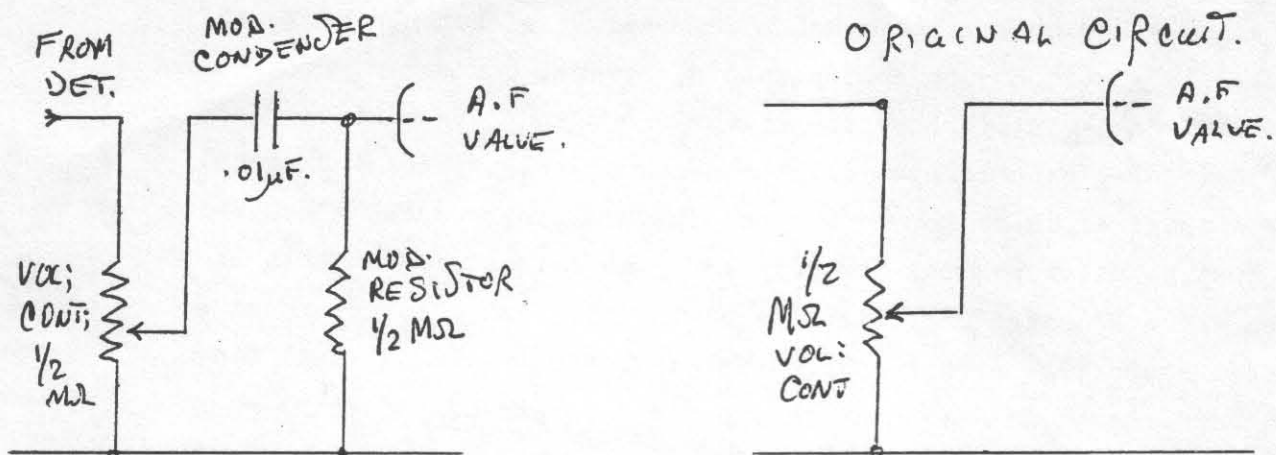 FROM
DET.
MOD.
CONDENSER
.01µF.
A.F
VALVE.
VOL;
CONT;
1/2
MΩ
MOD.
RESISTOR
1/2 MΩ
ORIGINAL CIRCUIT.
A.F
VALVE.
1/2
MΩ
VOL:
CONT